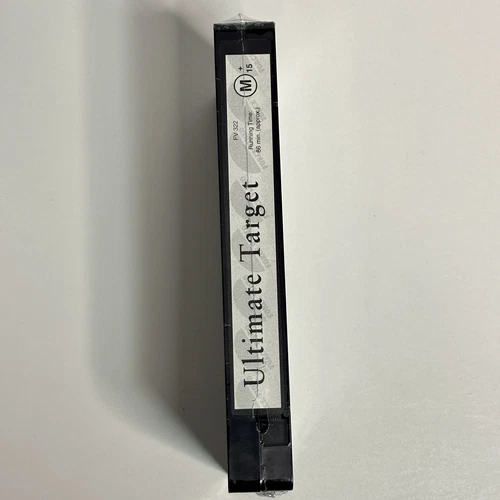 Ultimate Target
FV 322
Running Time:
86 min. (approx.)
M
15
+